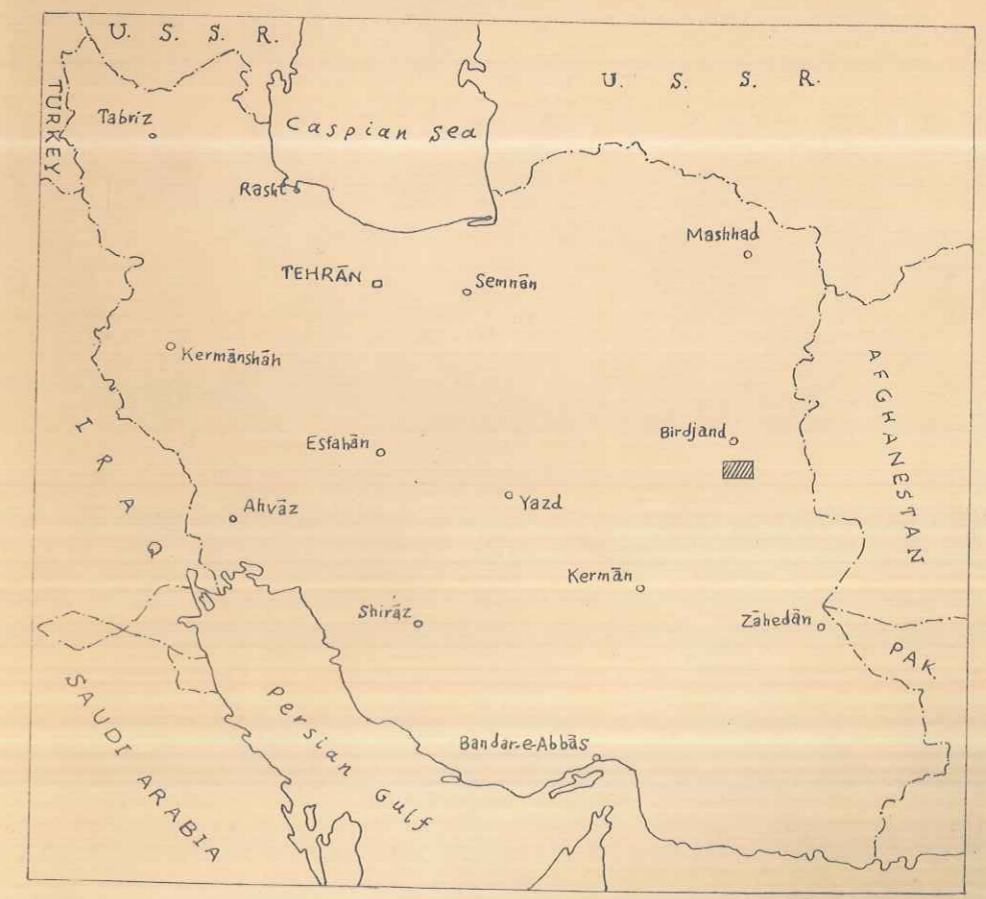 U. S. S. R.
U. S. S. R.
TURKEY
Tabriz
Caspian sea
Rasht
Mashhad
TEHRĀN
Semnān
Kermānshāh
AFGHANESTAN
IRAQ
Esfahān
Birdjand
Ahvāz
Yazd
Kermān
Shirāz
Zāhedān
PAK.
SAUDI ARABIA
Persian Gulf
Bandar-e-Abbās